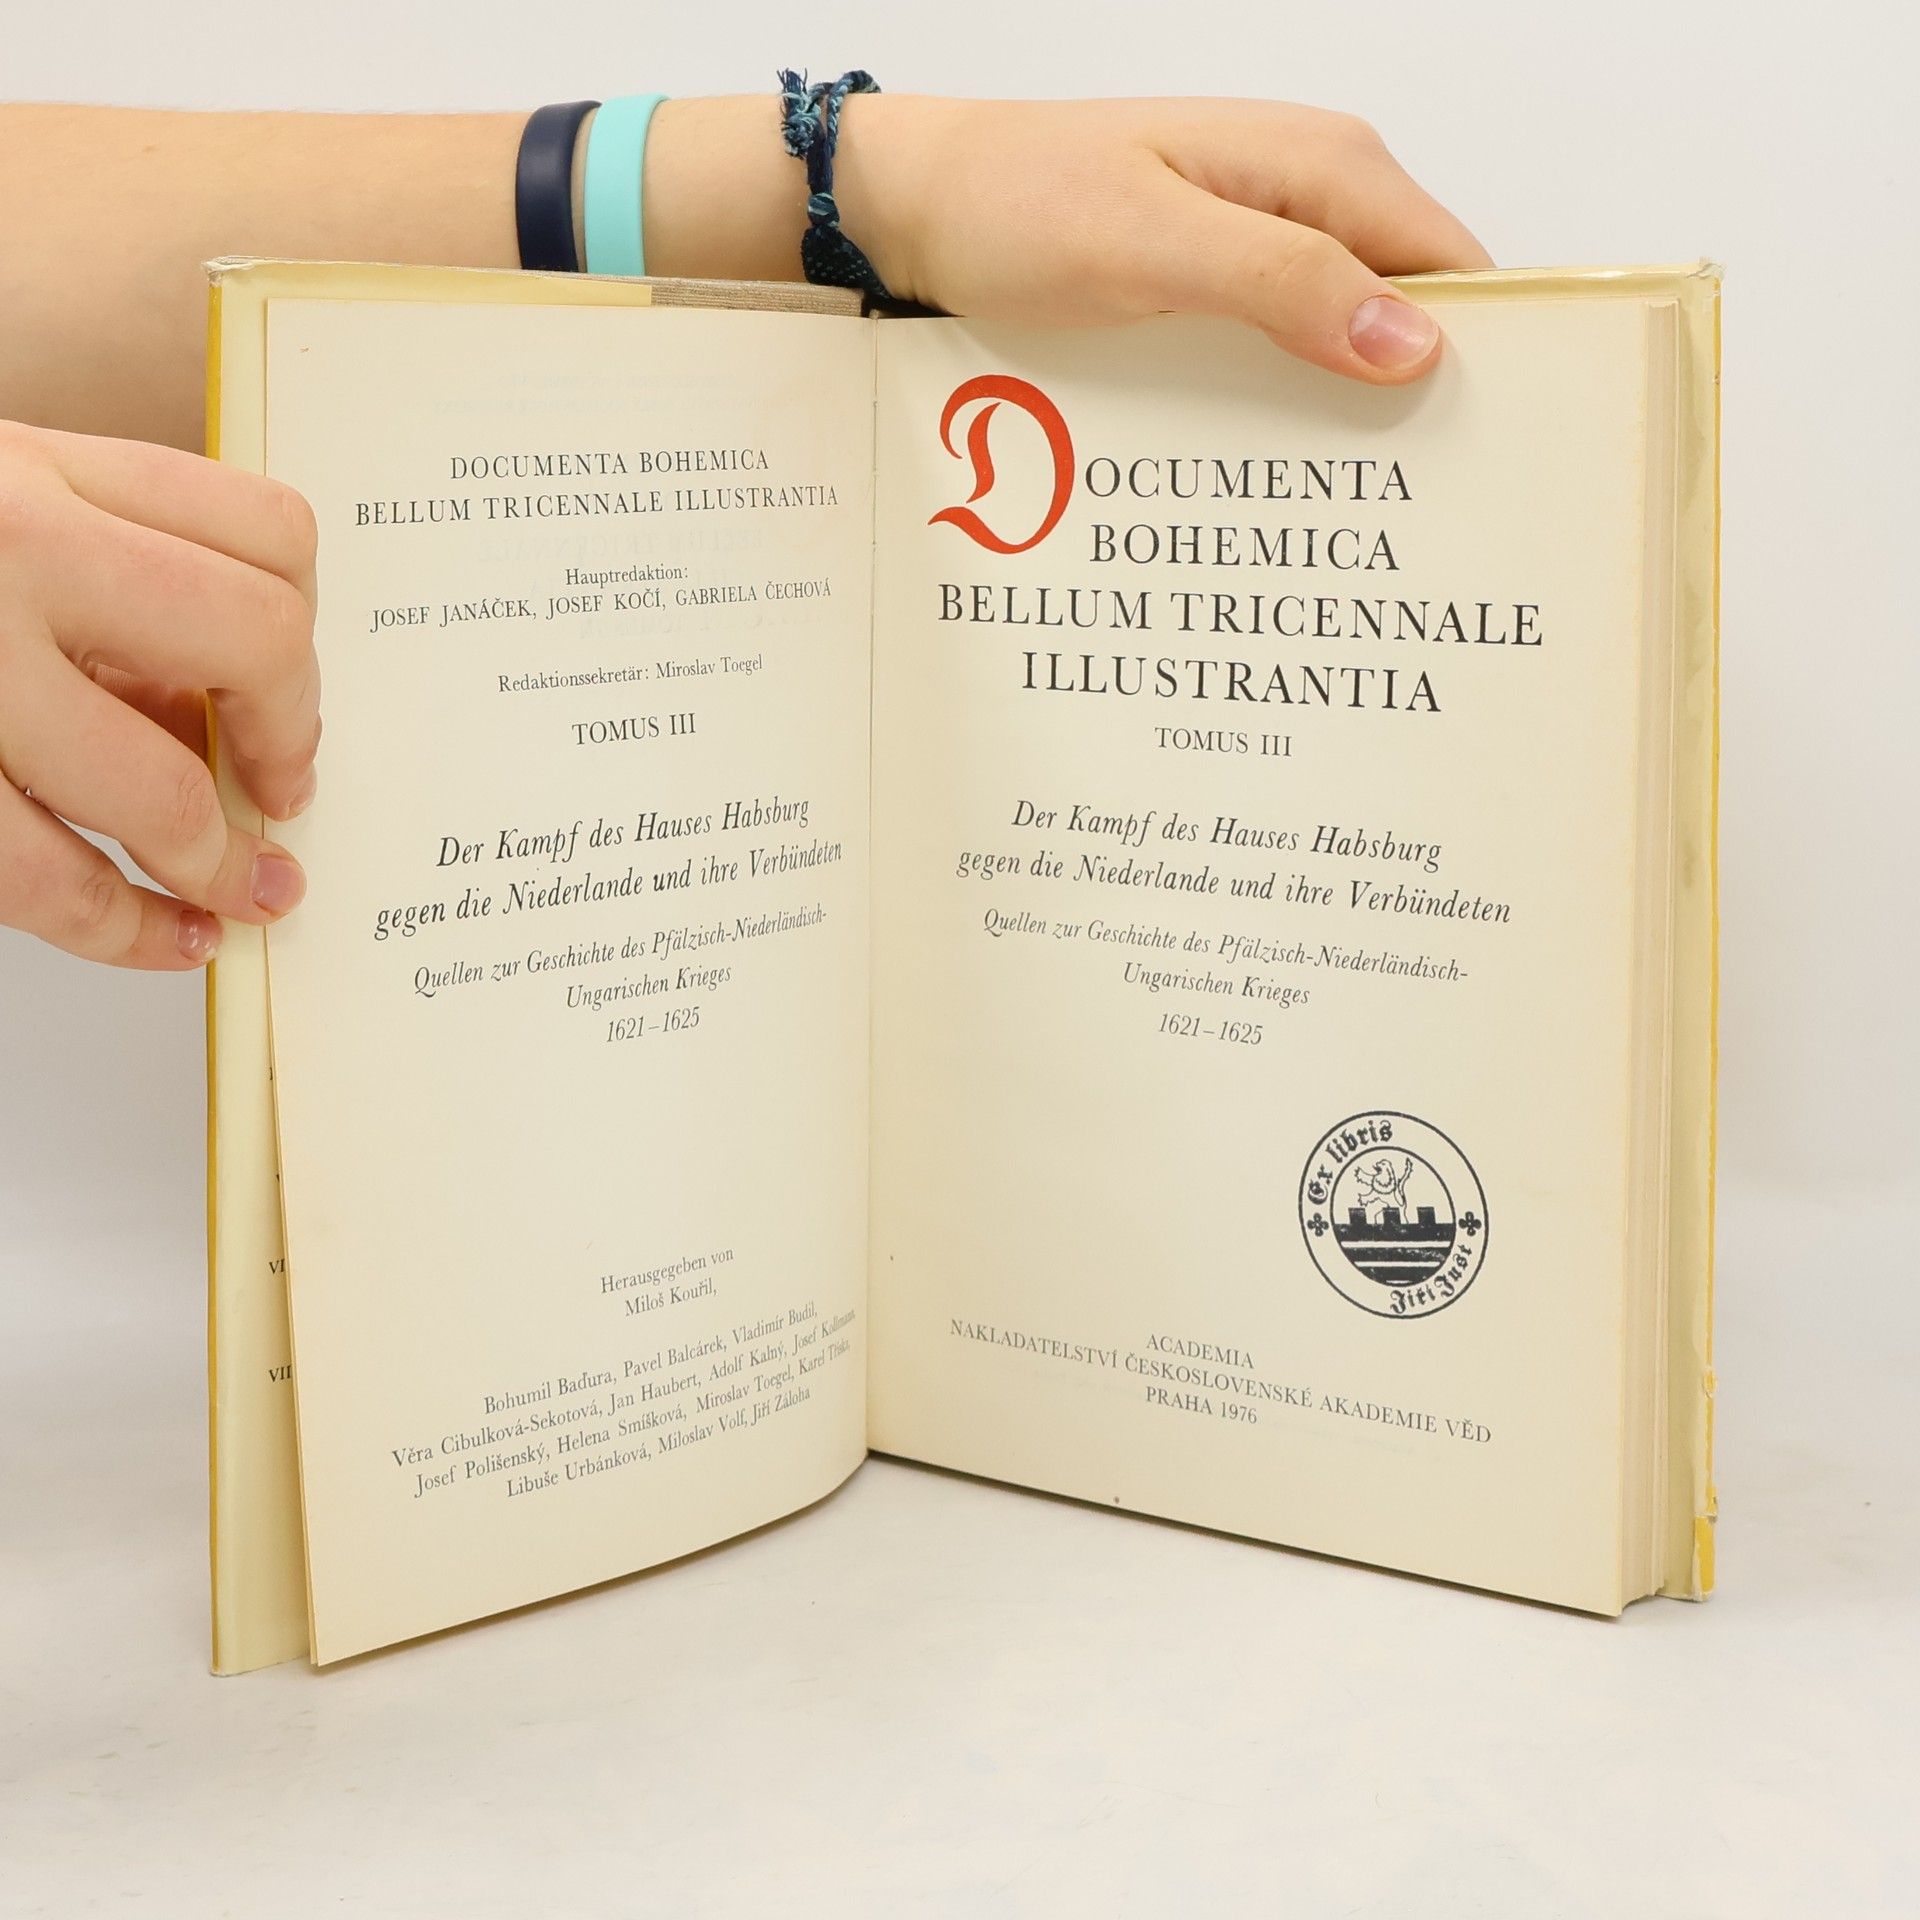 DOCUMENTA BOHEMICA
BELLUM TRICENNALE ILLUSTRANTIA
Hauptredaktion:
JOSEF JANÁČEK, JOSEF KOČÍ, GABRIELA ČECHOVÁ
Redaktionssekretär: Miroslav Toegel
TOMUS III
Der Kampf des Hauses Habsburg
gegen die Niederlande und ihre Verbündeten
Quellen zur Geschichte des Pfälzisch-Niederländisch-
Ungarischen Krieges
1621–1625
Herausgegeben von
Miloš Kouřil,
Bohumil Baďura, Pavel Balcárek, Vladimír Budil,
Věra Cibulková-Sekotová, Jan Haubert, Adolf Kalný, Josef Kollmann,
Josef Polišenský, Helena Smíšková, Miroslav Toegel, Karel Tříska,
Libuše Urbánková, Miloslav Volf, Jiří Záloha
DOCUMENTA
BOHEMICA
BELLUM TRICENNALE
ILLUSTRANTIA
TOMUS III
Der Kampf des Hauses Habsburg
gegen die Niederlande und ihre Verbündeten
Quellen zur Geschichte des Pfälzisch-Niederländisch-
Ungarischen Krieges
1621–1625
Ex libris
Jiří Just
ACADEMIA
NAKLADATELSTVÍ ČESKOSLOVENSKÉ AKADEMIE VĚD
PRAHA 1976